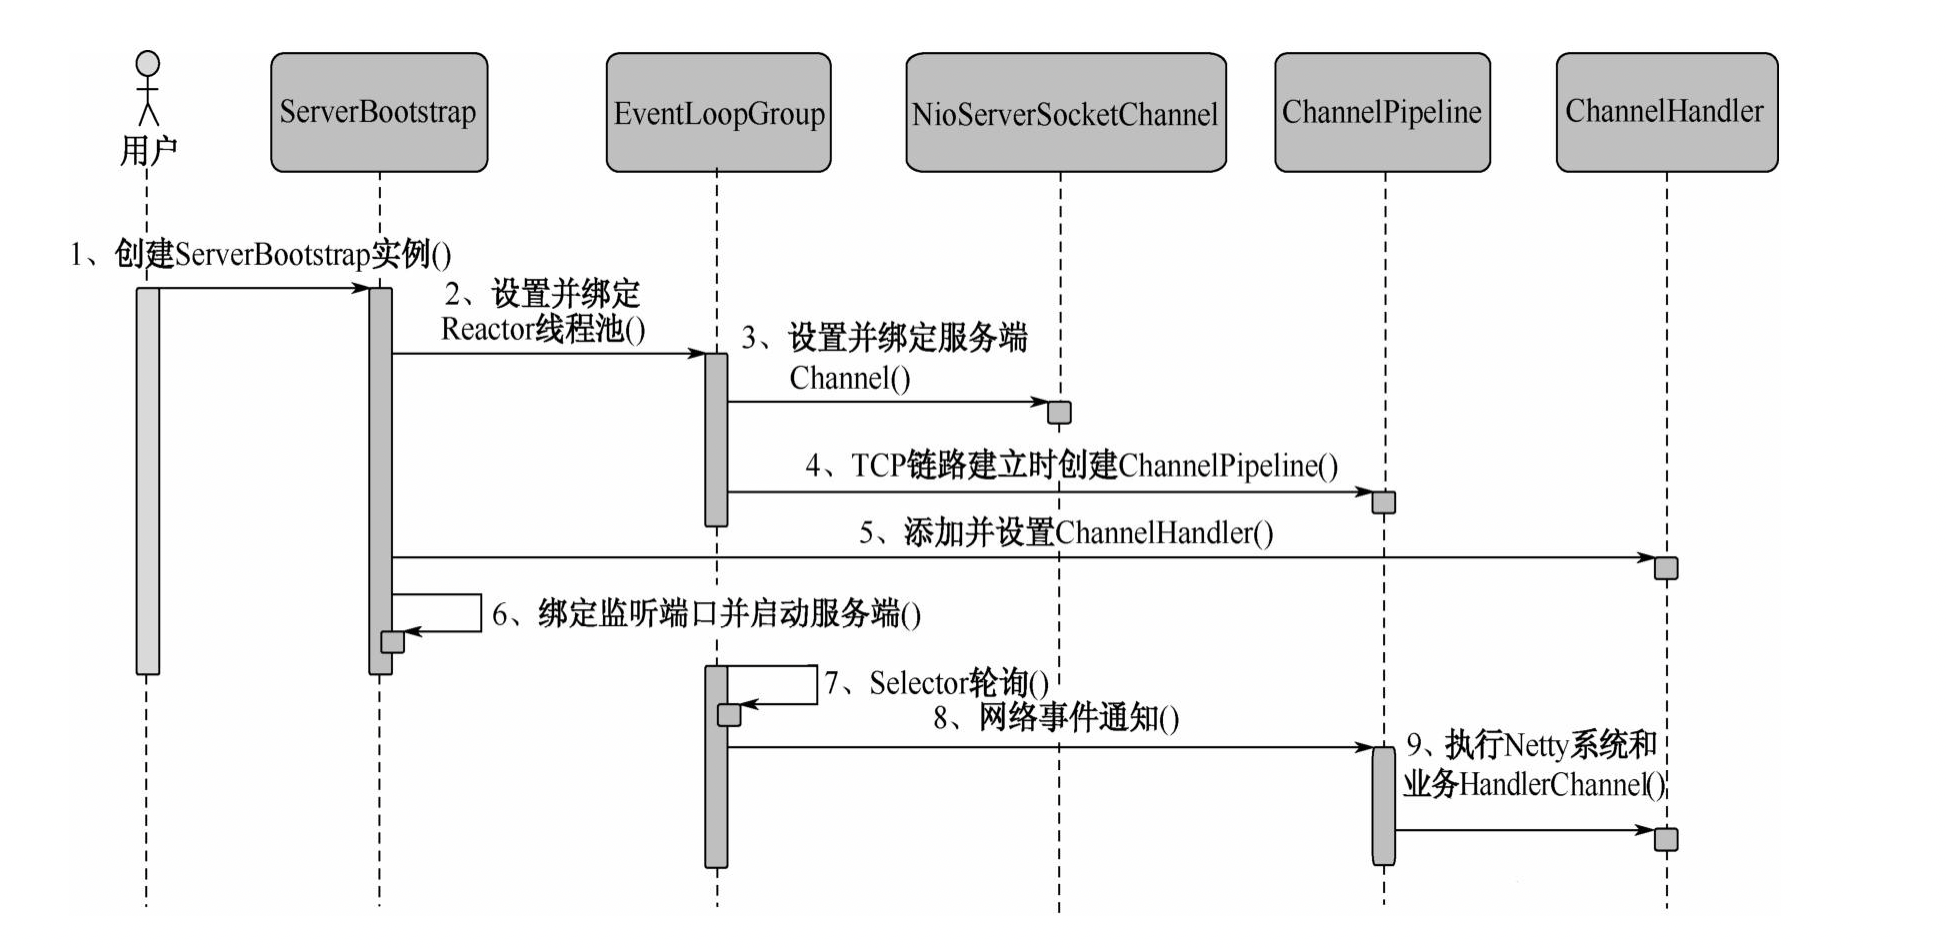 用户
ServerBootstrap
EventLoopGroup
NioServerSocketChannel
ChannelPipeline
ChannelHandler
1、创建ServerBootstrap实例()
2、设置并绑定
Reactor线程池()
3、设置并绑定服务端
Channel()
4、TCP链路建立时创建ChannelPipeline()
5、添加并设置ChannelHandler()
6、绑定监听端口并启动服务端()
7、Selector轮询()
8、网络事件通知()
9、执行Netty系统和
业务HandlerChannel()